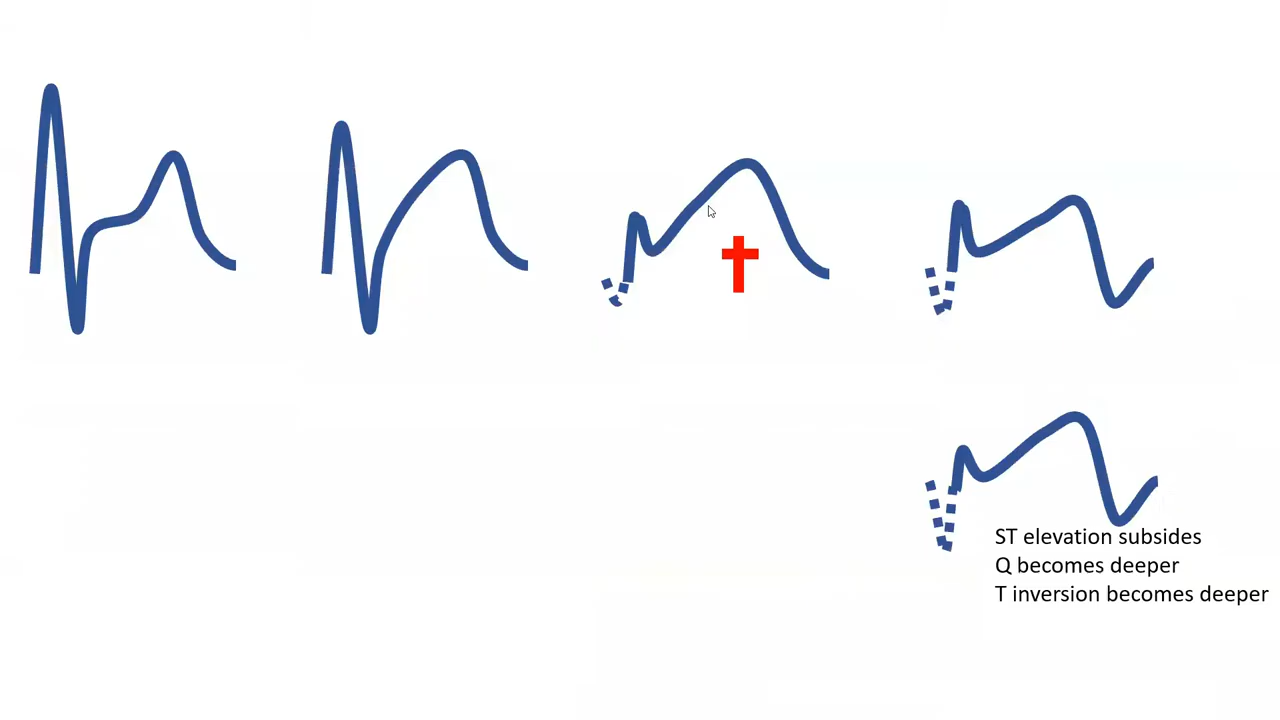 ST elevation subsides
Q becomes deeper
T inversion becomes deeper